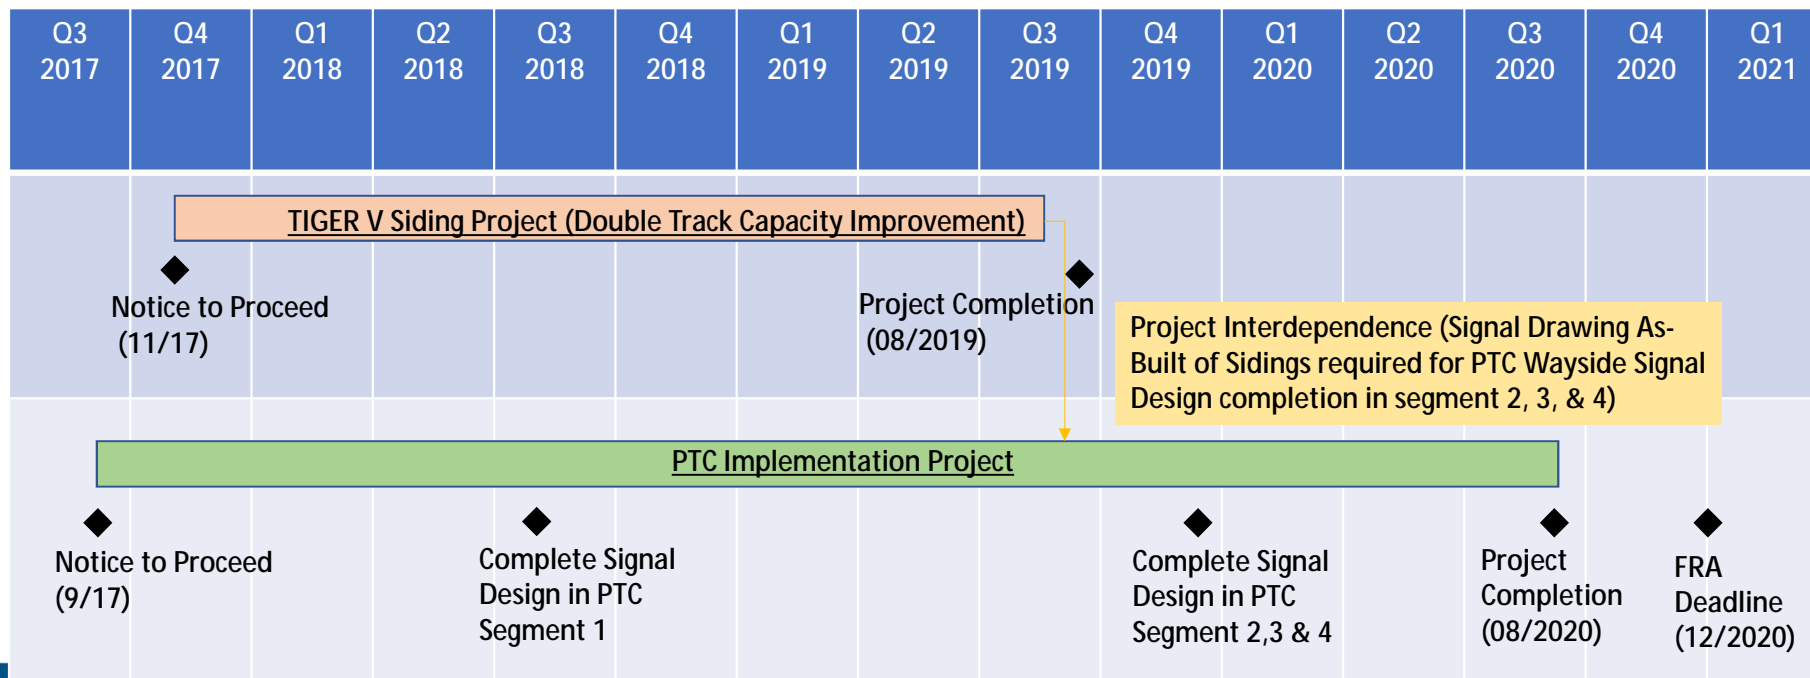 Q3
2017
Q4
2017
Q1
2018
Q2
2018
Q3
2018
Q4
2018
Q1
2019
Q2
2019
Q3
2019
Q4
2019
Q1
2020
Q2
2020
Q3
2020
Q4
2020
Q1
2021
TIGER V Siding Project (Double Track Capacity Improvement)
Notice to Proceed
(11/17)
Project Completion
(08/2019)
Project Interdependence (Signal Drawing As-
Built of Sidings required for PTC Wayside Signal
Design completion in segment 2, 3, & 4)
PTC Implementation Project
Notice to Proceed
(9/17)
Complete Signal
Design in PTC
Segment 1
Complete Signal
Design in PTC
Segment 2,3 & 4
Project
Completion
(08/2020)
FRA
Deadline
(12/2020)